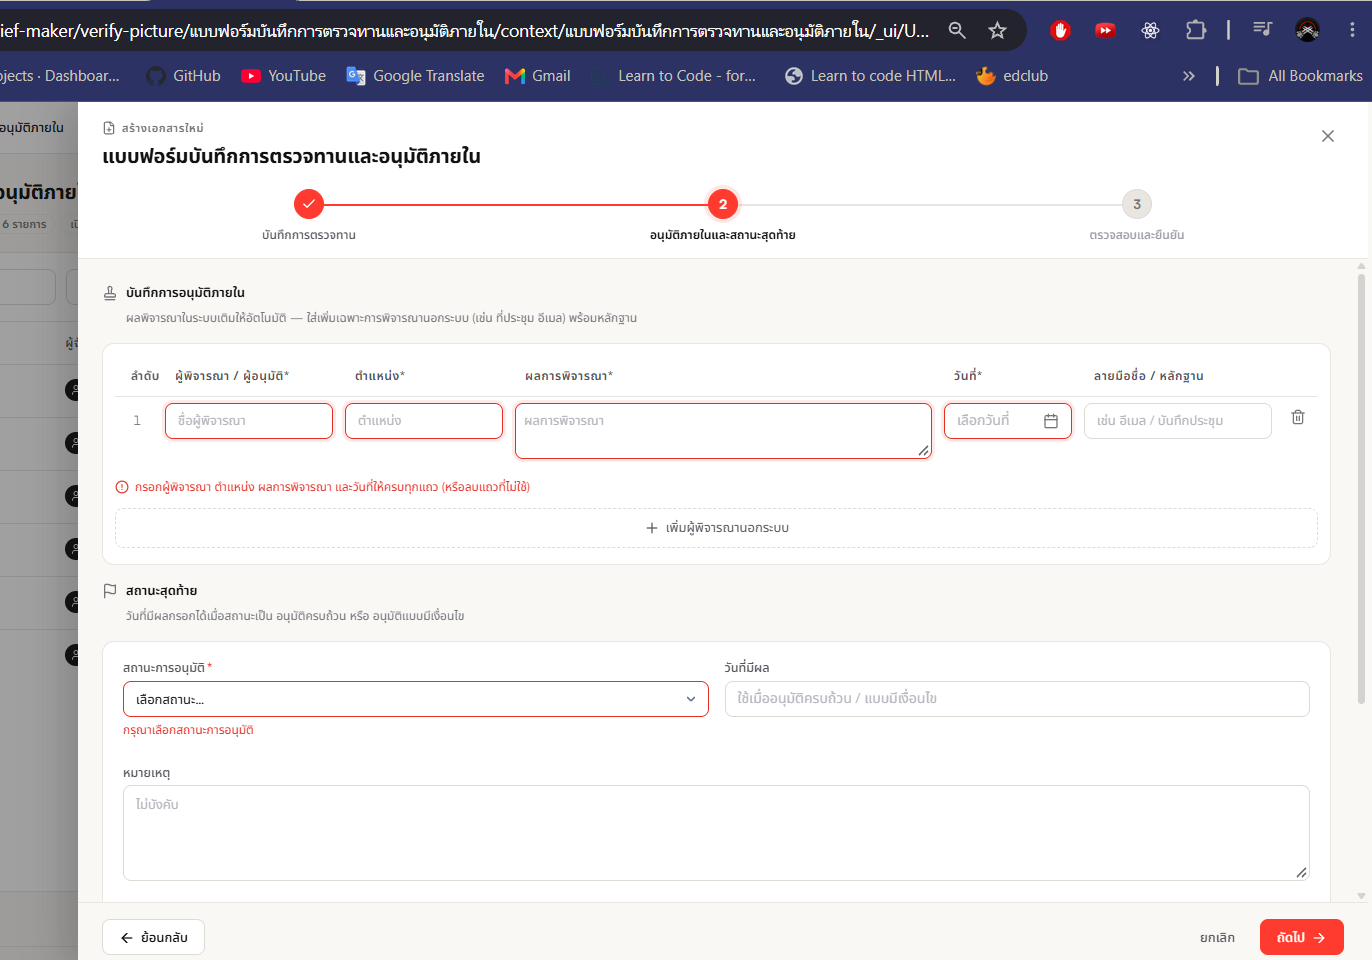 ief-maker/verify-picture/แบบฟอร์มบันทึกการตรวจทานและอนุมัติภายใน/context/แบบฟอร์มบันทึกการตรวจทานและอนุมัติภายใน/_ui/U...
ojects · Dashboar... GitHub YouTube Google Translate Gmail Learn to Code - for... Learn to code HTML... edclub » All Bookmarks
อนุมัติภายใน
อนุมัติภาย
6 รายการ
สร้างเอกสารใหม่
แบบฟอร์มบันทึกการตรวจทานและอนุมัติภายใน
2 3
บันทึกการตรวจทาน อนุมัติภายในและสถานะสุดท้าย ตรวจสอบและยืนยัน
บันทึกการอนุมัติภายใน
ผลพิจารณาในระบบเติมให้อัตโนมัติ — ใส่เพิ่มเฉพาะการพิจารณานอกระบบ (เช่น ที่ประชุม อีเมล) พร้อมหลักฐาน
ลำดับ ผู้พิจารณา / ผู้อนุมัติ* ตำแหน่ง* ผลการพิจารณา* วันที่* ลายมือชื่อ / หลักฐาน
1 ชื่อผู้พิจารณา ตำแหน่ง ผลการพิจารณา เลือกวันที่ เช่น อีเมล / บันทึกประชุม
กรอกผู้พิจารณา ตำแหน่ง ผลการพิจารณา และวันที่ให้ครบทุกแถว (หรือลบแถวที่ไม่ใช้)
เพิ่มผู้พิจารณานอกระบบ
สถานะสุดท้าย
วันที่มีผลกรอกได้เมื่อสถานะเป็น อนุมัติครบถ้วน หรือ อนุมัติแบบมีเงื่อนไข
สถานะการอนุมัติ* วันที่มีผล
เลือกสถานะ... ใช้เมื่ออนุมัติครบถ้วน / แบบมีเงื่อนไข
กรุณาเลือกสถานะการอนุมัติ
หมายเหตุ
ไม่บังคับ
ย้อนกลับ ยกเลิก ถัดไป